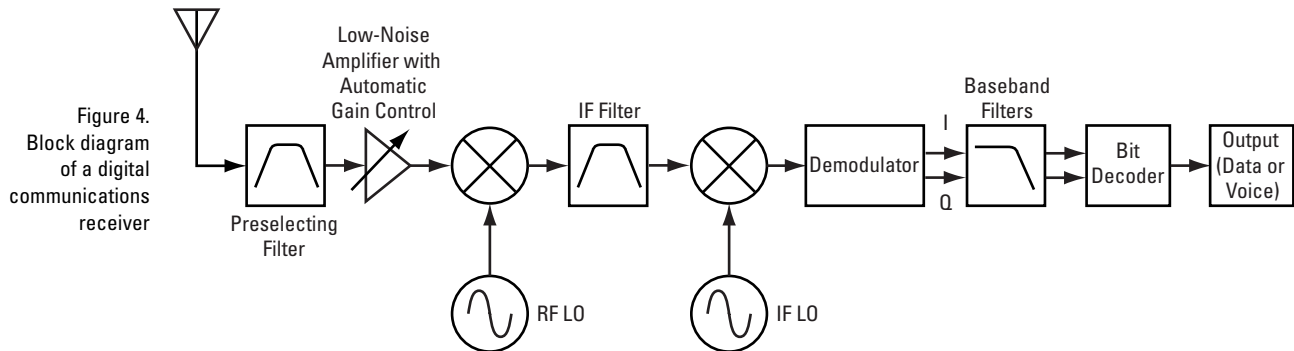 Figure 4.
Block diagram
of a digital
communications
receiver
Preselecting
Filter
Low-Noise
Amplifier with
Automatic
Gain Control
RF LO
IF Filter
IF LO
Demodulator
I
Q
Baseband
Filters
Bit
Decoder
Output
(Data or
Voice)